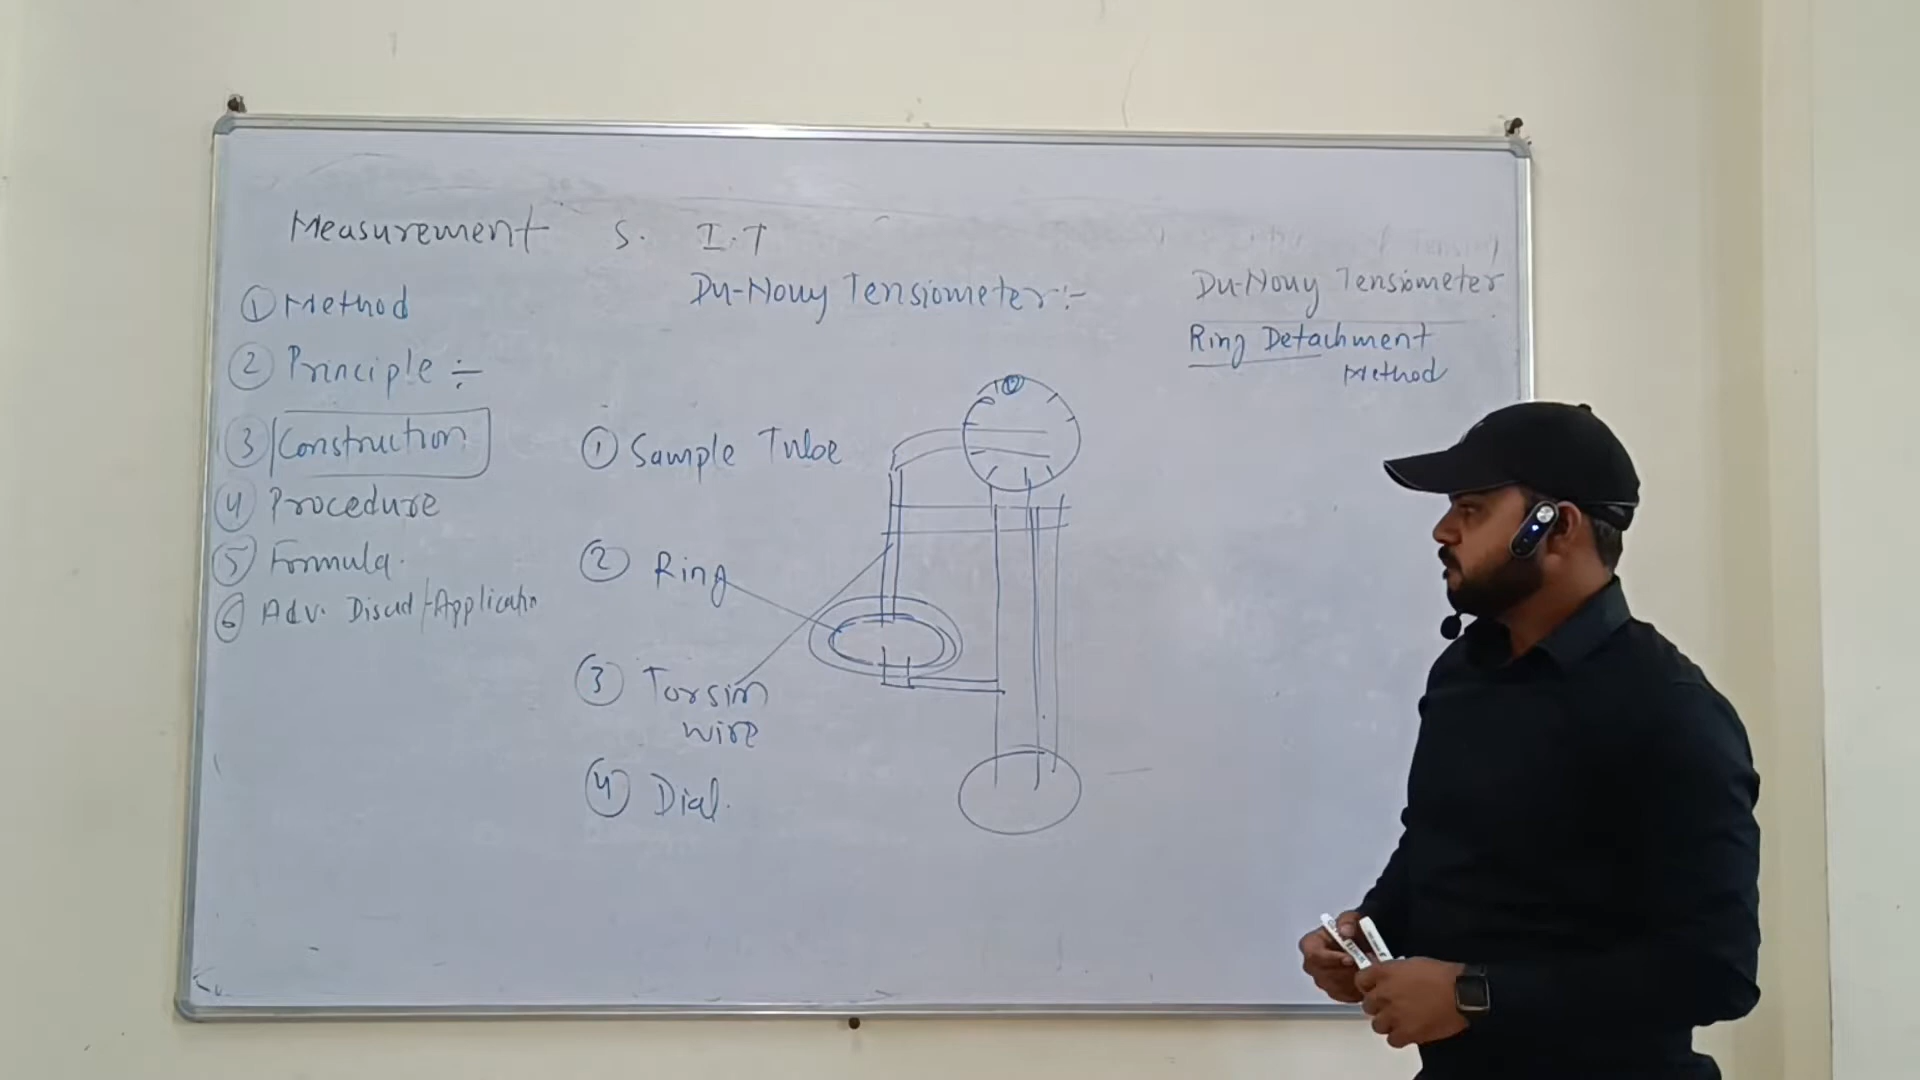 Measurement S. I.T
① Method
② Principle ÷
③ Construction
④ Procedure
⑤ Formula.
⑥ Adv. Disad/-Applicatn
Du-Nouy Tensiometer:-
① Sample Tube
② Ring
③ Torsion
wire
④ Dial.
Tension
Du-Nouy Tensiometer
Ring Detachment
Method